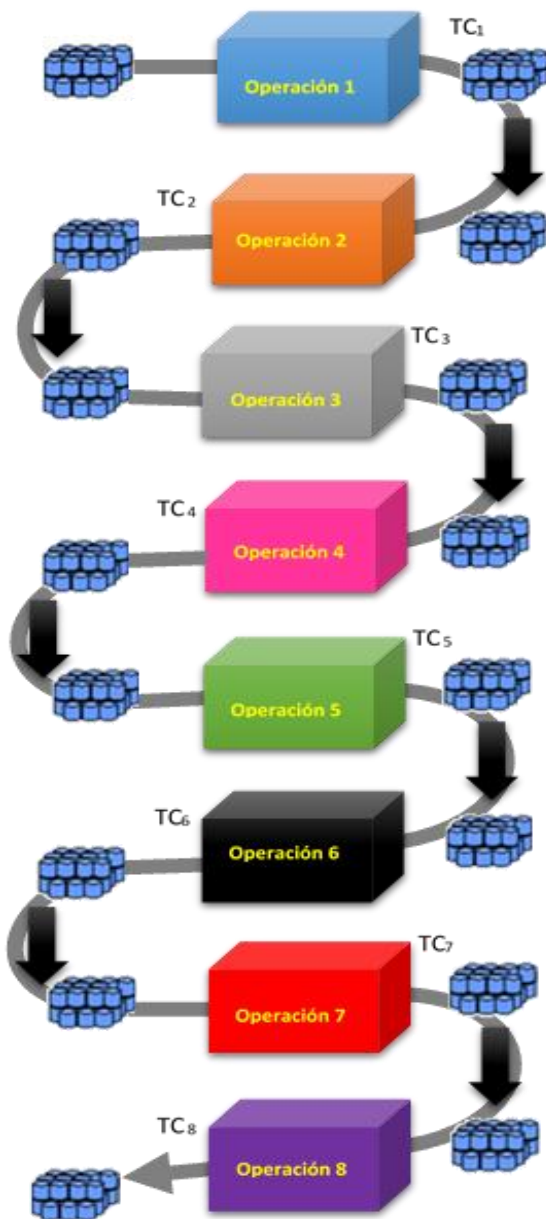 TC₁
Operación 1
TC₂
Operación 2
TC₃
Operación 3
TC₄
Operación 4
TC₅
Operación 5
TC₆
Operación 6
TC₇
Operación 7
TC₈
Operación 8